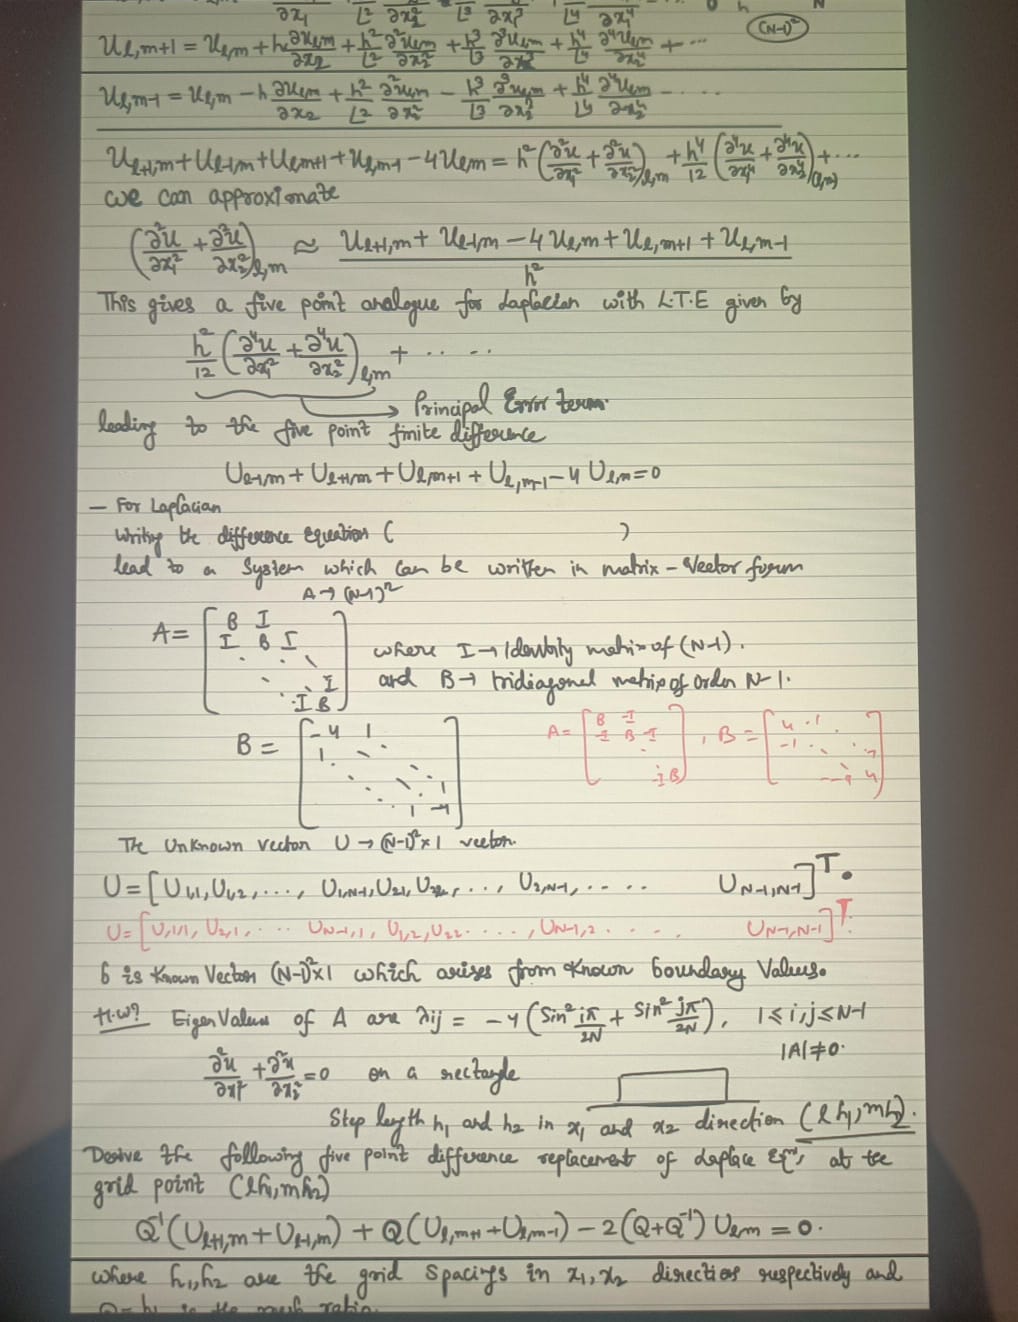 U_{l,m+1} = U_{l,m} + h ∂U_{l,m}/∂x_2 + h²/⌊2 ∂²U_{l,m}/∂x_2² + h³/⌊3 ∂³U_{l,m}/∂x_2³ + h⁴/⌊4 ∂⁴U_{l,m}/∂x_2⁴ + ...
(N-1)²
U_{l,m-1} = U_{l,m} - h ∂U_{l,m}/∂x_2 + h²/⌊2 ∂²U_{l,m}/∂x_2² - h³/⌊3 ∂³U_{l,m}/∂x_2³ + h⁴/⌊4 ∂⁴U_{l,m}/∂x_2⁴ - ....
U_{l+1,m} + U_{l-1,m} + U_{l,m+1} + U_{l,m-1} - 4U_{l,m} = h² (∂²u/∂x_1² + ∂²u/∂x_2²)_{l,m} + h⁴/12 (∂⁴u/∂x_1⁴ + ∂⁴u/∂x_2⁴)_{(l,m)} + ...
we can approximate
(∂²u/∂x_1² + ∂²u/∂x_2²)_{l,m} ≈ (U_{l+1,m} + U_{l-1,m} - 4U_{l,m} + U_{l,m+1} + U_{l,m-1})/h²
This gives a five point analogue for Laplacian with L.T.E given by
h²/12 (∂⁴u/∂x_1² + ∂⁴u/∂x_2²)_{l,m} + .. ..
→ Principal Error term.
leading to the five point finite difference
U_{l-1,m} + U_{l+1,m} + U_{l,m+1} + U_{l,m-1} - 4 U_{l,m} = 0
- For Laplacian
Writing the difference Equation ( )
lead to a System which can be written in matrix - Vector form
A → (N-1)²
A = [B I
I B I
I
I B] where I → Identity matrix of (N-1).
and B → tridiagonal matrix of order N-1.
B = [-4 1
1
1
1 -4]
A = [B -I
-I B -I
-I B] , B = [4 -1
-1
-1
-1 4]
The Unknown vector U → (N-1)² × 1 vector.
U = [U_{1,1}, U_{1,2}, ..., U_{1,N-1}, U_{2,1}, U_{2,2}, ..., U_{2,N-1}, ..... U_{N-1,N-1}]^T.
U = [U_{1,1}, U_{2,1}, ... U_{N-1,1}, U_{1,2}, U_{2,2} ...., U_{N-1,2} . . . . U_{N-1,N-1}]^T.
b is Known Vector (N-1)² × 1 which arises from Known boundary Values.
H.W? Eigen Values of A are λ_{ij} = -4 (Sin² iπ/2N + Sin² jπ/2N), 1 ≤ i,j ≤ N-1
|A| ≠ 0.
∂²u/∂x_1² + ∂²u/∂x_2² = 0 on a rectangle
Step length h_1 and h_2 in x_1 and x_2 direction (lh_1, mh_2).
Derive the following five point difference replacement of Laplace Eqⁿs at the
grid point (lh_1, mh_2)
Q⁻¹(U_{l+1,m} + U_{l-1,m}) + Q(U_{l,m+1} + U_{l,m-1}) - 2(Q + Q⁻¹) U_{l,m} = 0.
where h_1, h_2 are the grid spacings in x_1, x_2 directions respectively and